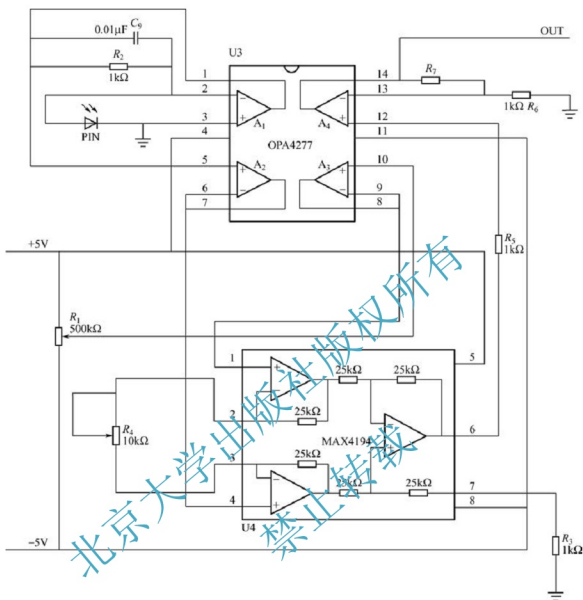 0.01μF C9
R2
1kΩ
PIN
U3
1
2
3
4
5
6
7
A1
A2
A4
A3
OPA4277
14
13
12
11
10
9
8
OUT
R7
1kΩ R6
R5
1kΩ
+5V
R1
500kΩ
R4
10kΩ
-5V
1
2
3
4
U4
25kΩ
25kΩ
25kΩ
25kΩ
25kΩ
25kΩ
MAX4194
5
6
7
8
R3
1kΩ
北京大学出版社版权所有
禁止转载